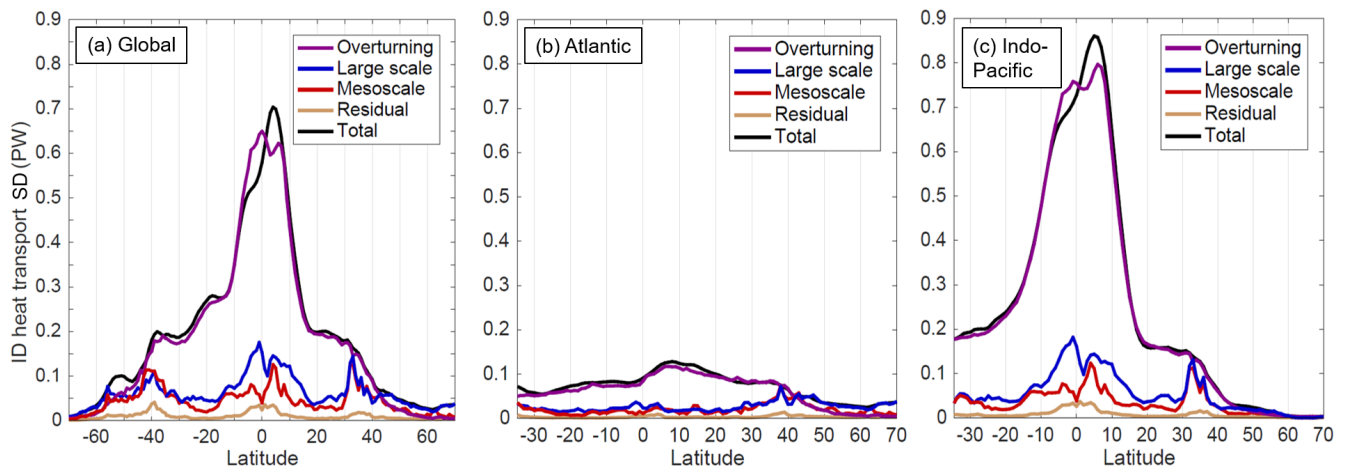 ID heat transport SD (PW)
0.9
0.8
0.7
0.6
0.5
0.4
0.3
0.2
0.1
0
(a) Global
Overturning
Large scale
Mesoscale
Residual
Total
-60
-40
-20
0
20
40
60
Latitude
0.9
0.8
0.7
0.6
0.5
0.4
0.3
0.2
0.1
0
(b) Atlantic
Overturning
Large scale
Mesoscale
Residual
Total
-30
-20
-10
0
10
20
30
40
50
60
70
Latitude
0.9
0.8
0.7
0.6
0.5
0.4
0.3
0.2
0.1
0
(c) Indo-
Pacific
Overturning
Large scale
Mesoscale
Residual
Total
-30
-20
-10
0
10
20
30
40
50
60
70
Latitude